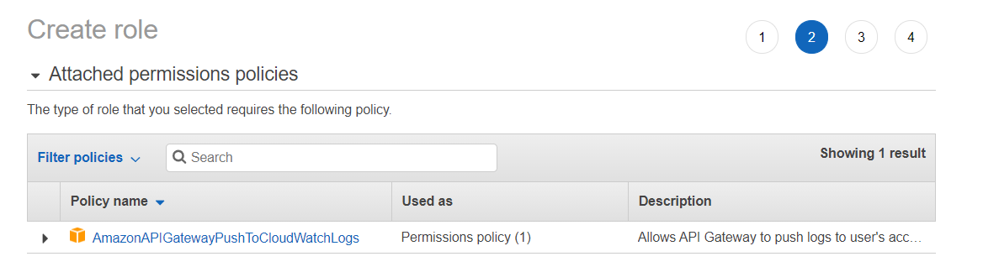 Create role
1 2 3 4
Attached permissions policies
The type of role that you selected requires the following policy.
Filter policies Search Showing 1 result
Policy name Used as Description
AmazonAPIGatewayPushToCloudWatchLogs Permissions policy (1) Allows API Gateway to push logs to user's acc...